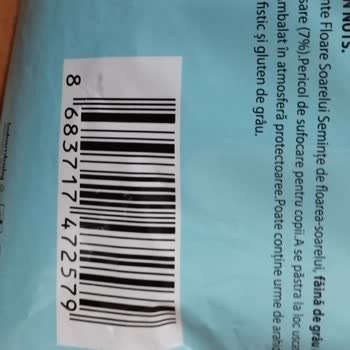 N NUTS.
nte Floare Soarelui Semințe de floarea-soarelui, făină de grâu
sare (7%).Pericol de sufocare pentru copii.A se păstra la loc usca
mbalat în atmosferă protectoaree.Poate conține urme de arahi
fistic și gluten de grâu.
8 683717 472579